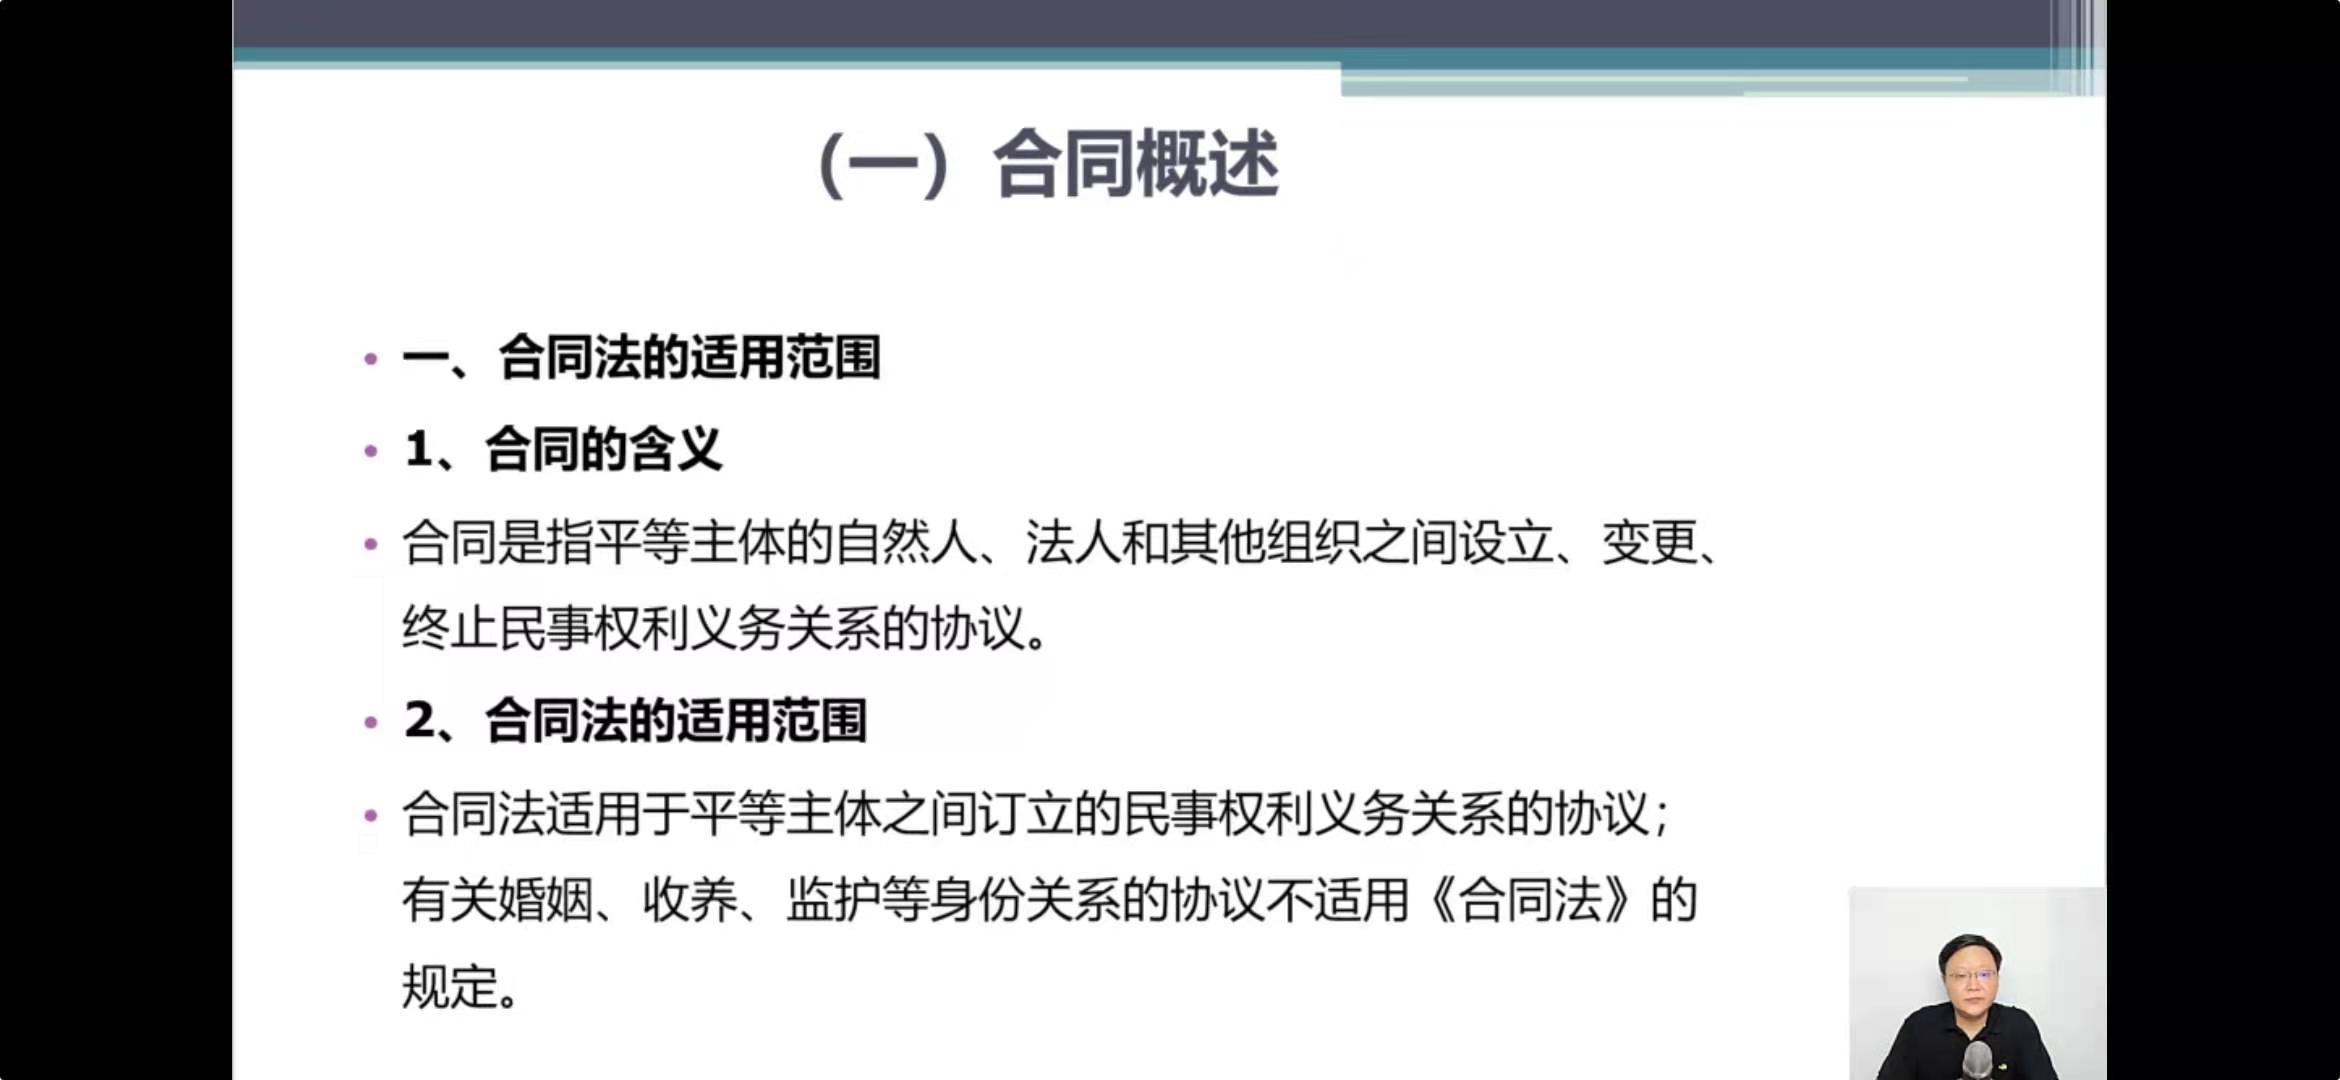 （一）合同概述
• 一、合同法的适用范围
• 1、合同的含义
• 合同是指平等主体的自然人、法人和其他组织之间设立、变更、
终止民事权利义务关系的协议。
• 2、合同法的适用范围
• 合同法适用于平等主体之间订立的民事权利义务关系的协议；
有关婚姻、收养、监护等身份关系的协议不适用《合同法》的
规定。